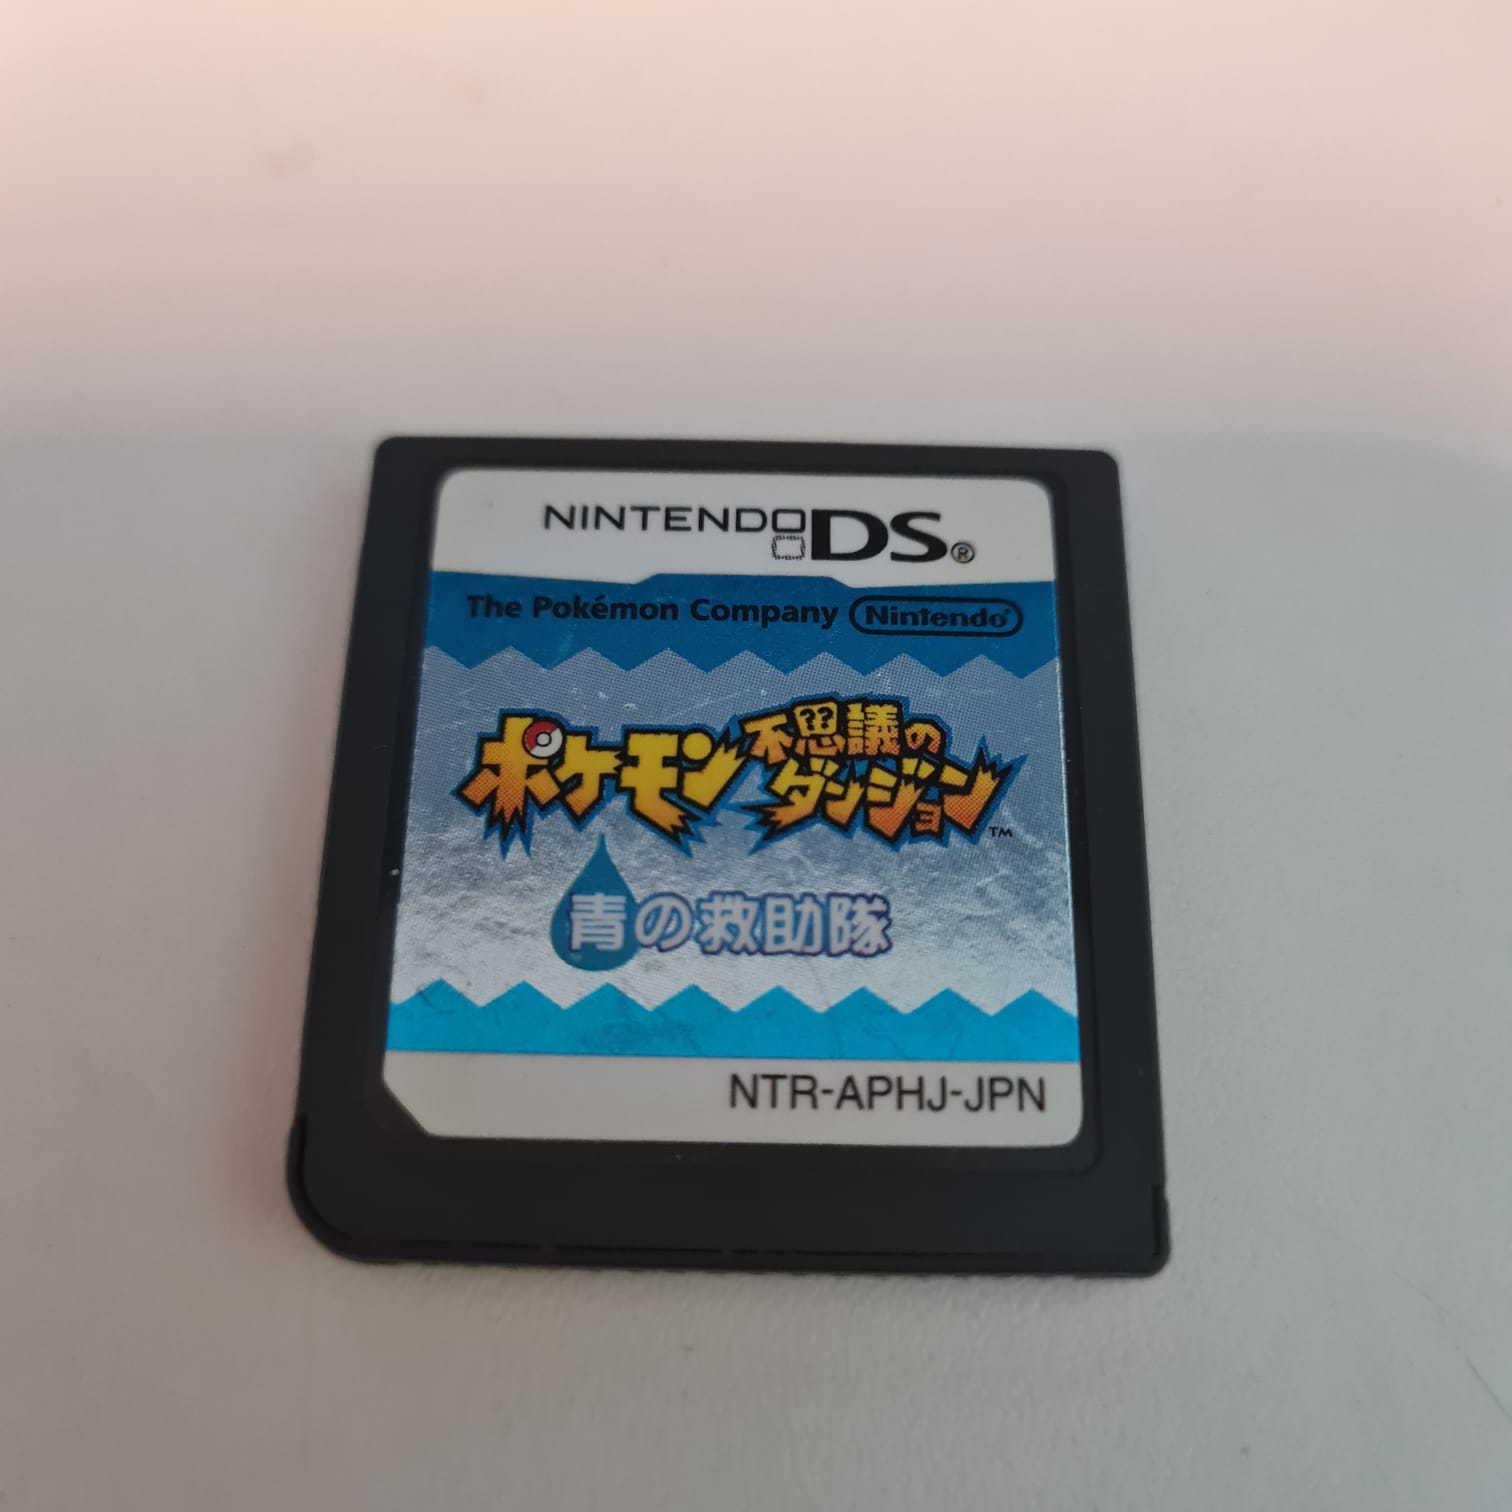 NINTENDO DS®
The Pokémon Company Nintendo®
ポケモン不思議の
ダンジョン™
青の救助隊
NTR-APHJ-JPN